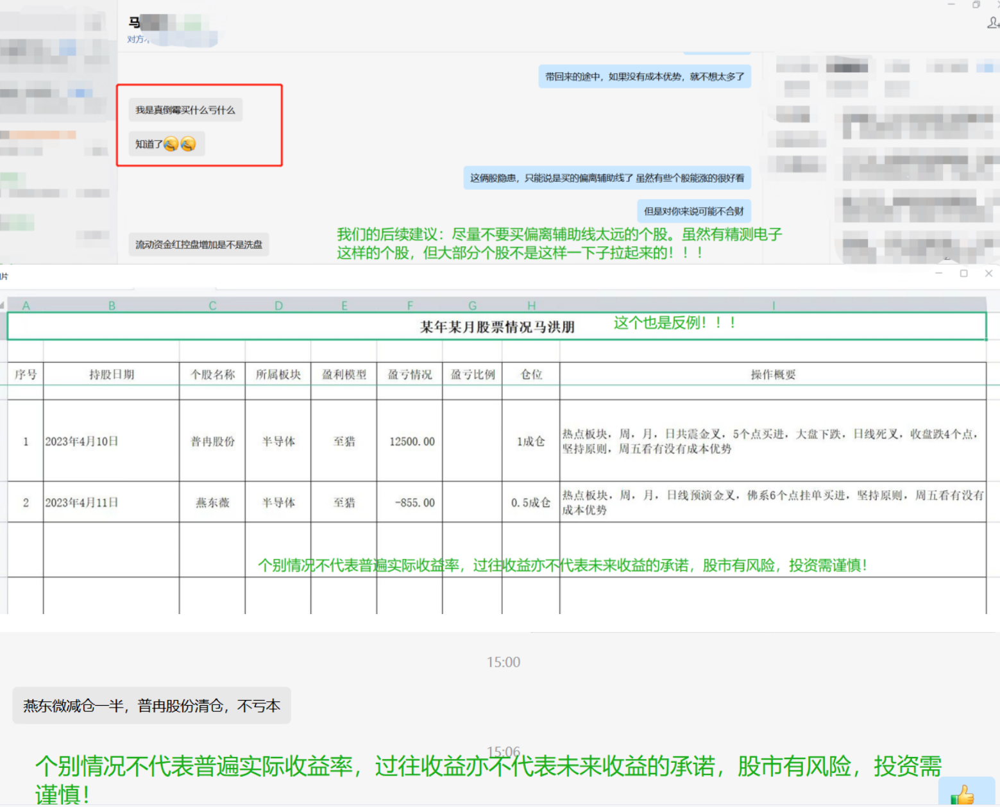 马
对方
带回来的途中，如果没有成本优势，就不想太多了
我是真倒霉买什么亏什么
知道了
这俩股隐患，只能说是买的偏离辅助线了 虽然有些个股能涨的很好看
但是对你来说可能不合财
流动资金红控盘增加是不是洗盘
我们的后续建议：尽量不要买偏离辅助线太远的个股。虽然有精测电子
这样的个股，但大部分个股不是这样一下子拉起来的！！！
片
A B C D E F G H I
某年某月股票情况马洪朋 这个也是反例！！！
序号 持股日期 个股名称 所属板块 盈利模型 盈亏情况 盈亏比例 仓位 操作概要
1 2023年4月10日 普冉股份 半导体 至猎 12500.00 1成仓 热点板块，周，月，日共震金叉，5个点买进，大盘下跌，日线死叉，收盘跌4个点，
坚持原则，周五看有没有成本优势
2 2023年4月11日 燕东薇 半导体 至猎 -855.00 0.5成仓 热点板块，周，月，日线预演金叉，佛系6个点挂单买进，坚持原则，周五看有没有
成本优势
个别情况不代表普遍实际收益率，过往收益亦不代表未来收益的承诺，股市有风险，投资需谨慎！
15:00
燕东微减仓一半，普冉股份清仓，不亏本
15:06
个别情况不代表普遍实际收益率，过往收益亦不代表未来收益的承诺，股市有风险，投资需
谨慎！